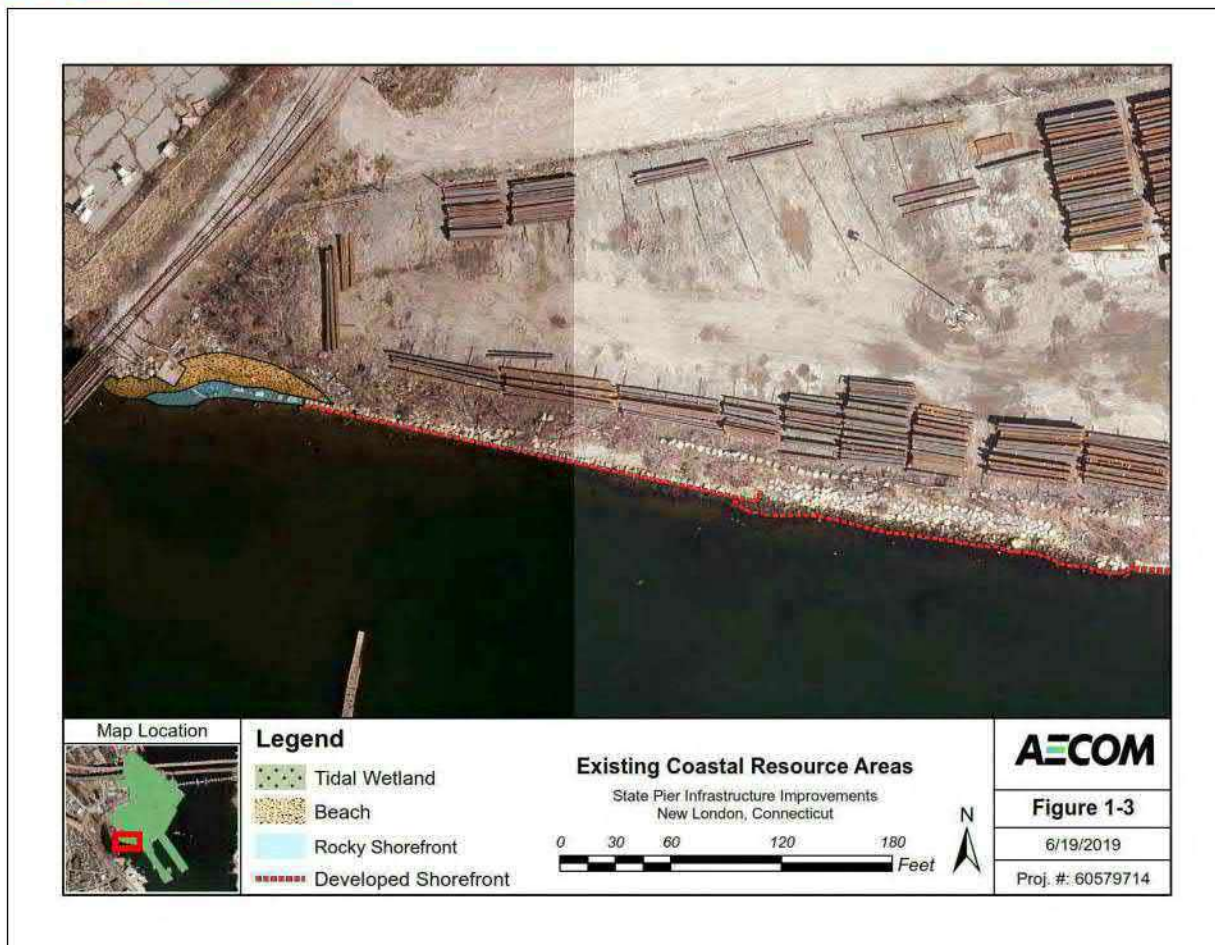 Map Location
Legend
Tidal Wetland
Beach
Rocky Shorefront
Developed Shorefront
Existing Coastal Resource Areas
State Pier Infrastructure Improvements
New London, Connecticut
0 30 60 120 180
Feet
N
AECOM
Figure 1-3
6/19/2019
Proj. #: 60579714